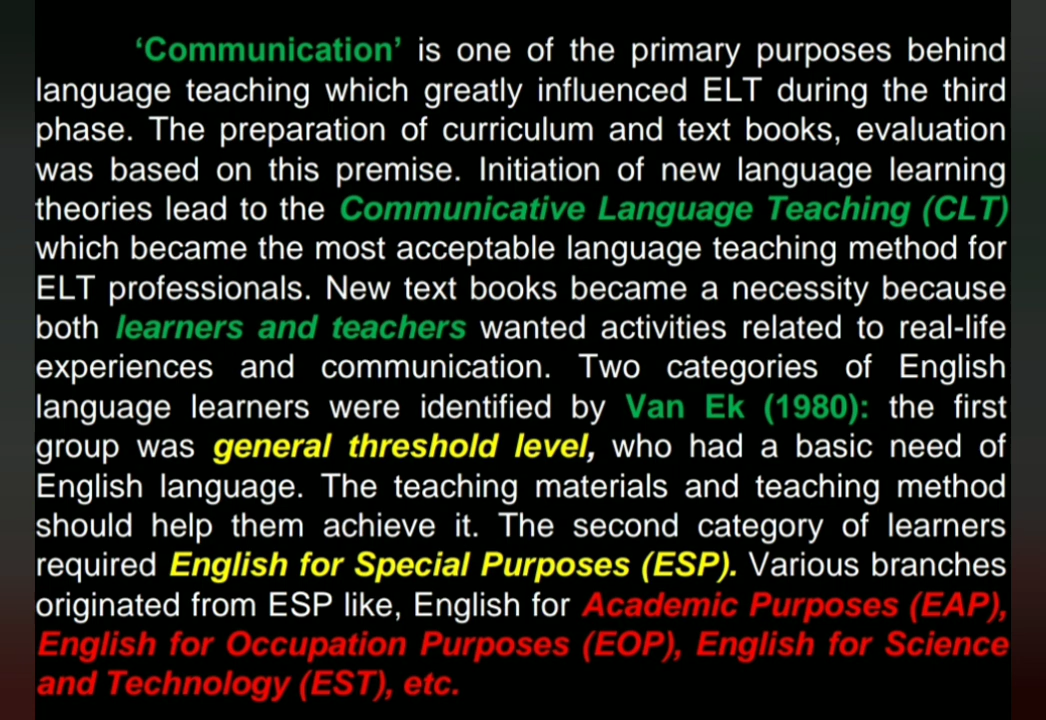 ‘Communication’ is one of the primary purposes behind
language teaching which greatly influenced ELT during the third
phase. The preparation of curriculum and text books, evaluation
was based on this premise. Initiation of new language learning
theories lead to the Communicative Language Teaching (CLT)
which became the most acceptable language teaching method for
ELT professionals. New text books became a necessity because
both learners and teachers wanted activities related to real-life
experiences and communication. Two categories of English
language learners were identified by Van Ek (1980): the first
group was general threshold level, who had a basic need of
English language. The teaching materials and teaching method
should help them achieve it. The second category of learners
required English for Special Purposes (ESP). Various branches
originated from ESP like, English for Academic Purposes (EAP),
English for Occupation Purposes (EOP), English for Science
and Technology (EST), etc.